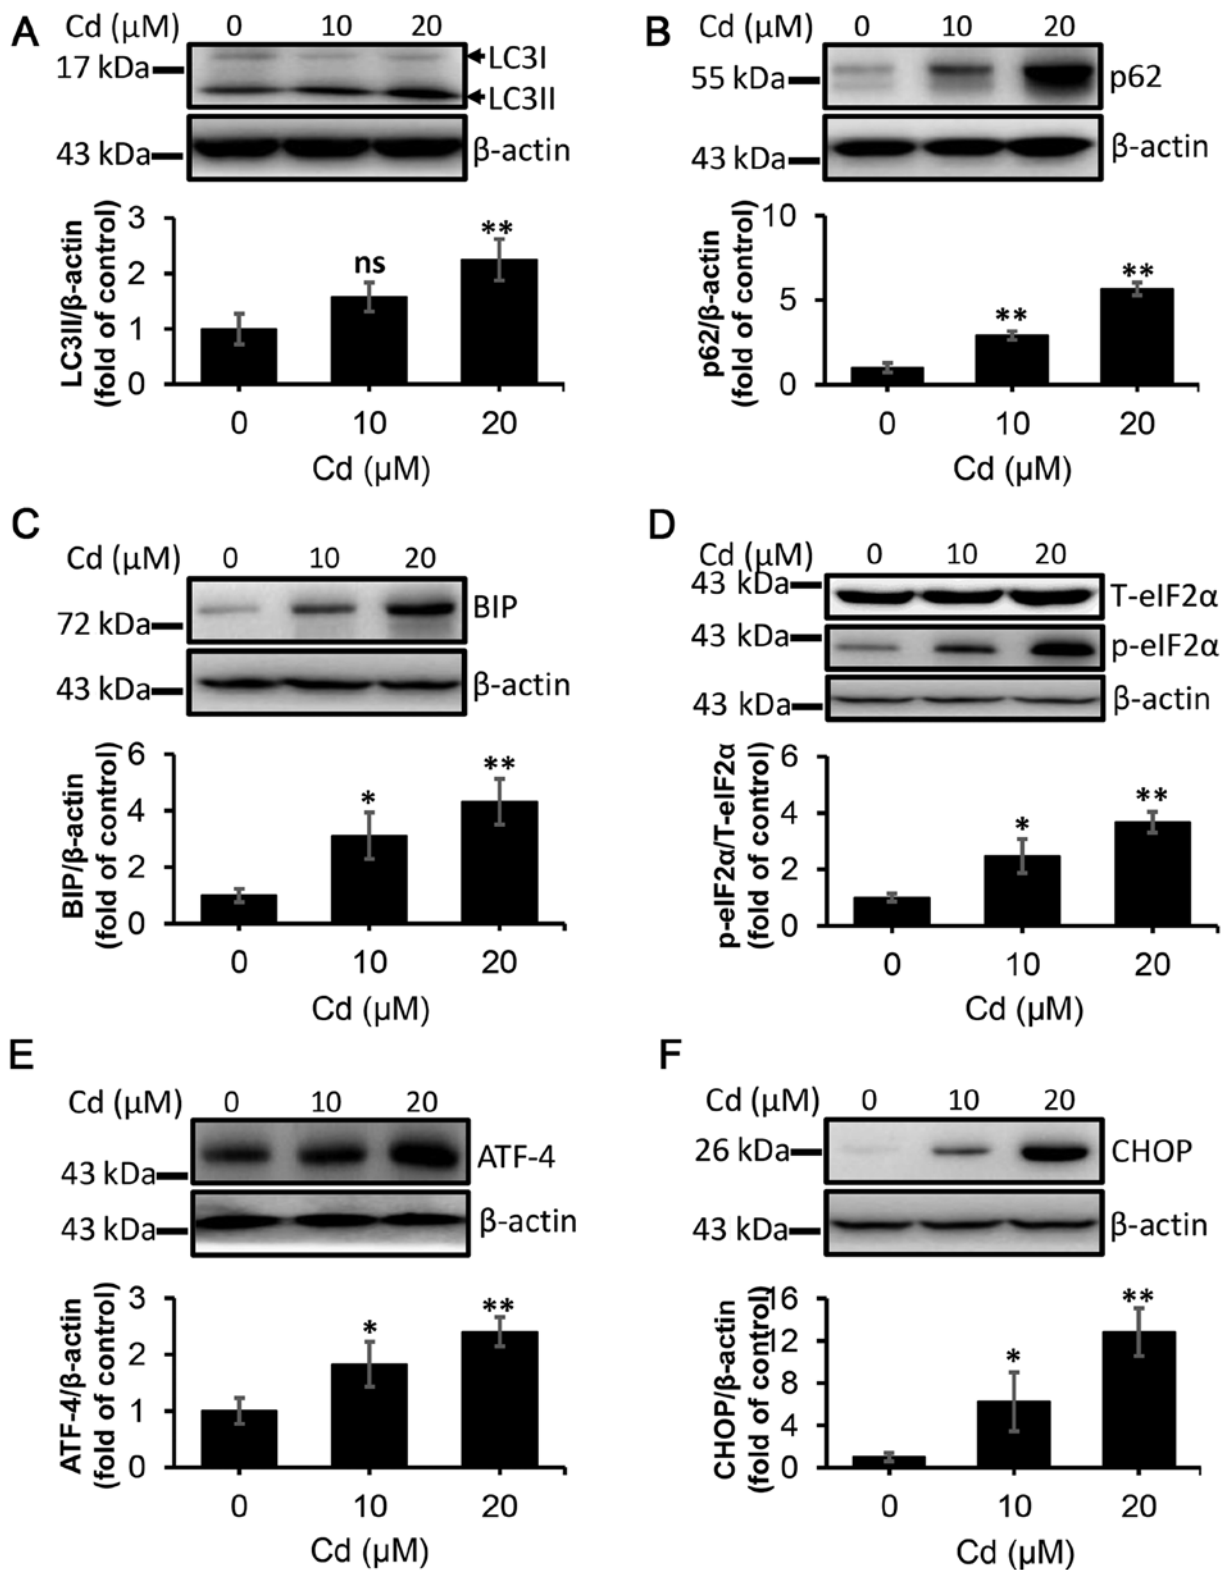 A
Cd (μM) 0 10 20
17 kDa
LC3I
LC3II
43 kDa
β-actin
LC3II/β-actin
(fold of control)
3
2
1
0
ns
**
0 10 20
Cd (μM)
B
Cd (μM) 0 10 20
55 kDa
p62
43 kDa
β-actin
p62/β-actin
(fold of control)
10
5
0
**
**
0 10 20
Cd (μM)
C
Cd (μM) 0 10 20
BIP
72 kDa
43 kDa
β-actin
BIP/β-actin
(fold of control)
6
4
2
0
*
**
0 10 20
Cd (μM)
D
Cd (μM) 0 10 20
43 kDa
T-eIF2α
43 kDa
p-eIF2α
43 kDa
β-actin
p-eIF2α/T-eIF2α
(fold of control)
6
4
2
0
*
**
0 10 20
Cd (μM)
E
Cd (μM) 0 10 20
ATF-4
43 kDa
43 kDa
β-actin
ATF-4/β-actin
(fold of control)
3
2
1
0
*
**
0 10 20
Cd (μM)
F
Cd (μM) 0 10 20
26 kDa
CHOP
43 kDa
β-actin
CHOP/β-actin
(fold of control)
16
12
8
4
0
*
**
0 10 20
Cd (μM)